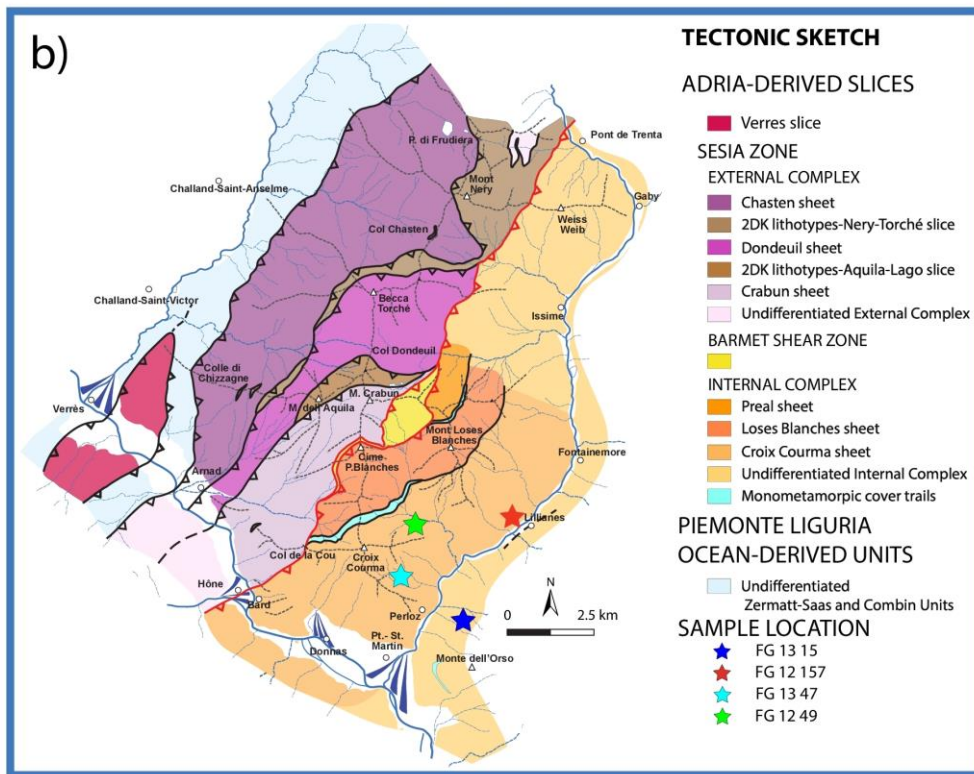 b)
P. di Frudiera
Pont de Trenta
Challand-Saint-Anselme
Mont
Nery
Gaby
Weiss
Weib
Col Chasten
Challand-Saint-Victor
Becca
Torché
Issime
Col Dondeuil
Colle di
Chizzagne
M. Crabun
Verrès
M. dell'Aquila
Mont Loses
Blanches
Cime
P.Blanches
Fontainemore
Arnad
Lillianes
Col de la Cou
Croix
Courma
Hône
Bard
Perloz
N
0 2.5 km
Donnas
Pt.- St.
Martin
Monte dell'Orso
TECTONIC SKETCH
ADRIA-DERIVED SLICES
Verres slice
SESIA ZONE
EXTERNAL COMPLEX
Chasten sheet
2DK lithotypes-Nery-Torché slice
Dondeuil sheet
2DK lithotypes-Aquila-Lago slice
Crabun sheet
Undifferentiated External Complex
BARMET SHEAR ZONE
INTERNAL COMPLEX
Preal sheet
Loses Blanches sheet
Croix Courma sheet
Undifferentiated Internal Complex
Monometamorpic cover trails
PIEMONTE LIGURIA
OCEAN-DERIVED UNITS
Undifferentiated
Zermatt-Saas and Combin Units
SAMPLE LOCATION
FG 13 15
FG 12 157
FG 13 47
FG 12 49